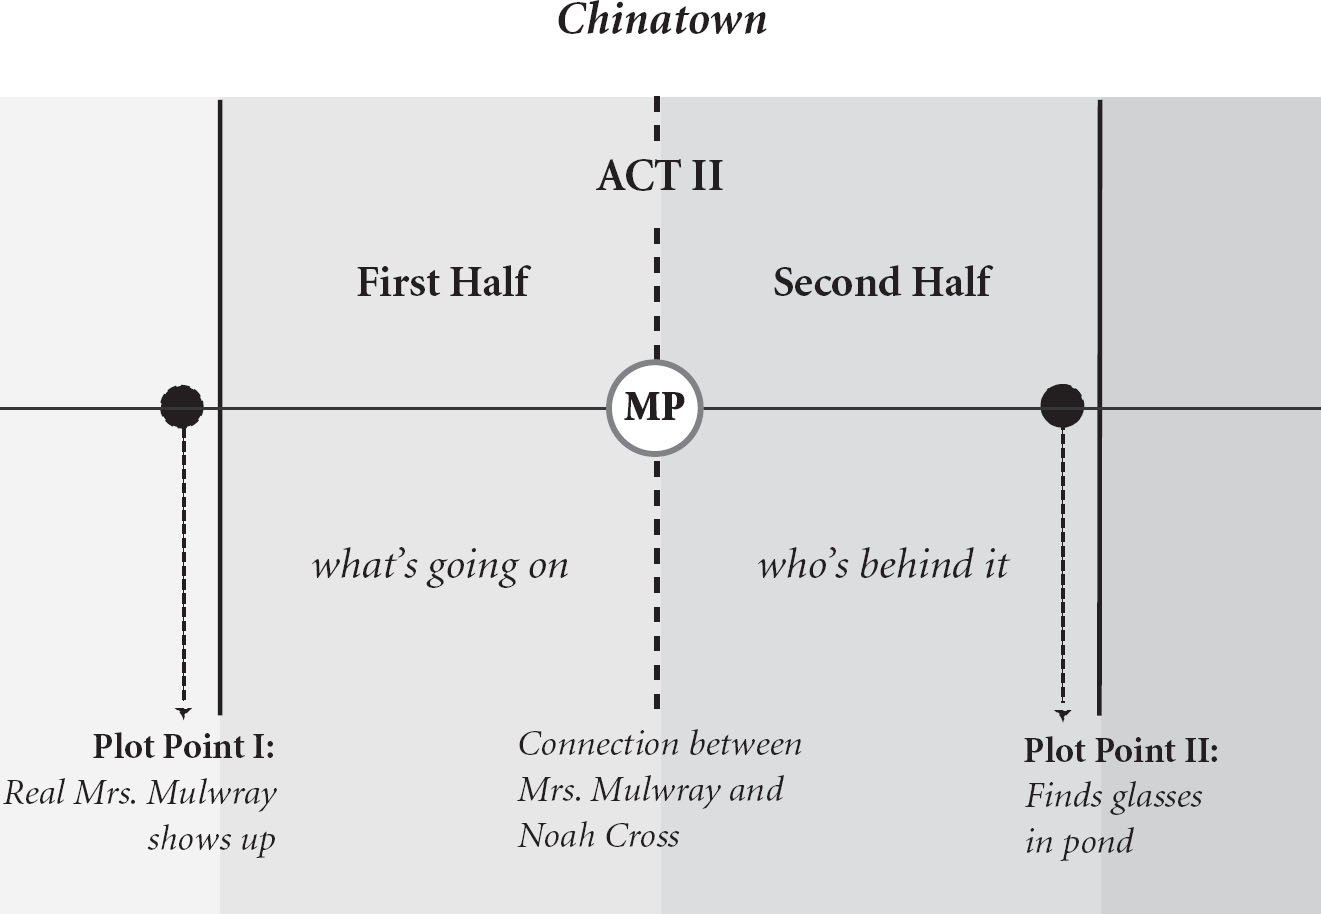 Chinatown
ACT II
First Half
Second Half
MP
what’s going on
who’s behind it
Plot Point I:
Real Mrs. Mulwray
shows up
Connection between
Mrs. Mulwray and
Noah Cross
Plot Point II:
Finds glasses
in pond